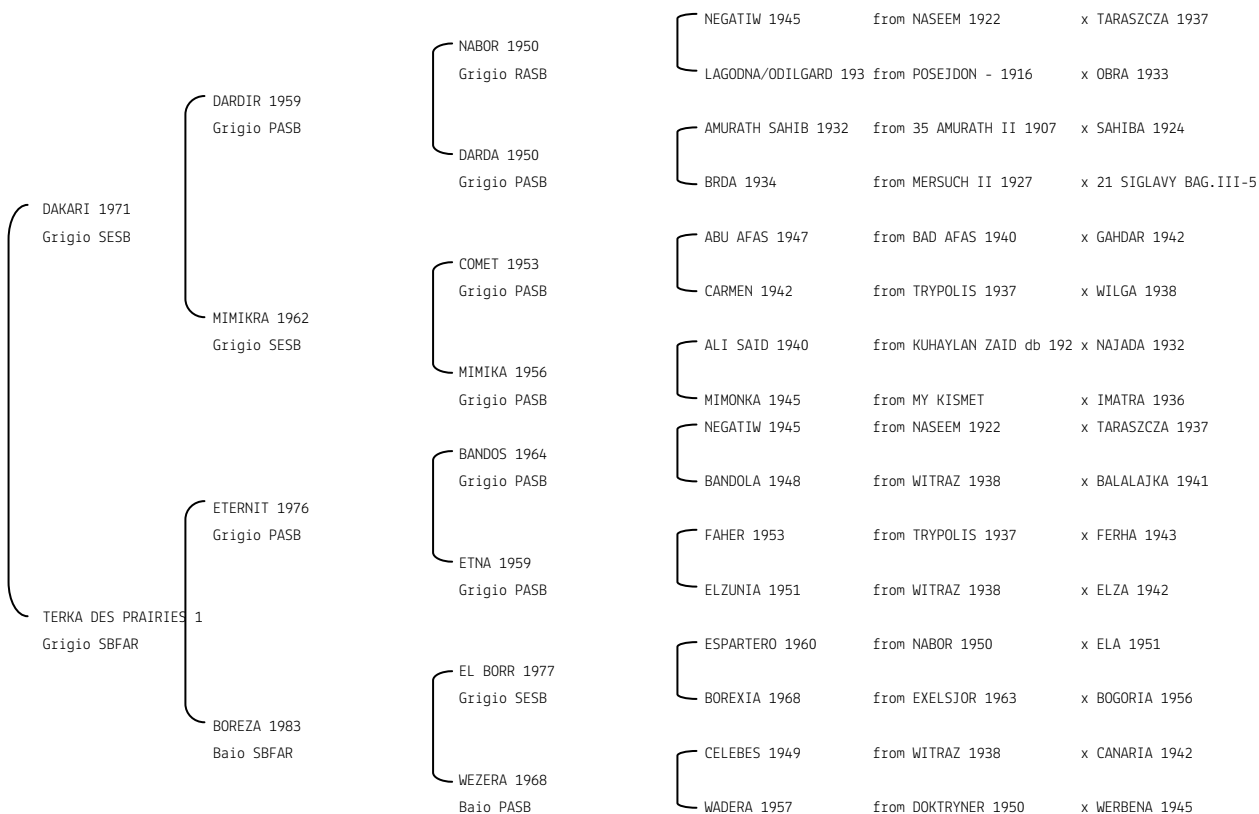 NEGATIW 1945 from NASEEM 1922 x TARASZCZA 1937
NABOR 1950
Grigio RASB LAGODNA/ODILGARD 193 from POSEJDON - 1916 x OBRA 1933
DARDIR 1959
Grigio PASB AMURATH SAHIB 1932 from 35 AMURATH II 1907 x SAHIBA 1924
DARDA 1950
Grigio PASB BRDA 1934 from MERSUCH II 1927 x 21 SIGLAVY BAG.III-5
DAKARI 1971
Grigio SESB ABU AFAS 1947 from BAD AFAS 1940 x GAHDAR 1942
COMET 1953
Grigio PASB CARMEN 1942 from TRYPOLIS 1937 x WILGA 1938
MIMIKRA 1962
Grigio SESB ALI SAID 1940 from KUHAYLAN ZAID db 192 x NAJADA 1932
MIMIKA 1956
Grigio PASB MIMONKA 1945 from MY KISMET x IMATRA 1936
NEGATIW 1945 from NASEEM 1922 x TARASZCZA 1937
BANDOS 1964
Grigio PASB BANDOLA 1948 from WITRAZ 1938 x BALALAJKA 1941
ETERNIT 1976
Grigio PASB FAHER 1953 from TRYPOLIS 1937 x FERHA 1943
ETNA 1959
Grigio PASB ELZUNIA 1951 from WITRAZ 1938 x ELZA 1942
TERKA DES PRAIRIES 1
Grigio SBFAR ESPARTERO 1960 from NABOR 1950 x ELA 1951
EL BORR 1977
Grigio SESB BOREXIA 1968 from EXELSJOR 1963 x BOGORIA 1956
BOREZA 1983
Baio SBFAR CELEBES 1949 from WITRAZ 1938 x CANARIA 1942
WEZERA 1968
Baio PASB WADERA 1957 from DOKTRYNER 1950 x WERBENA 1945